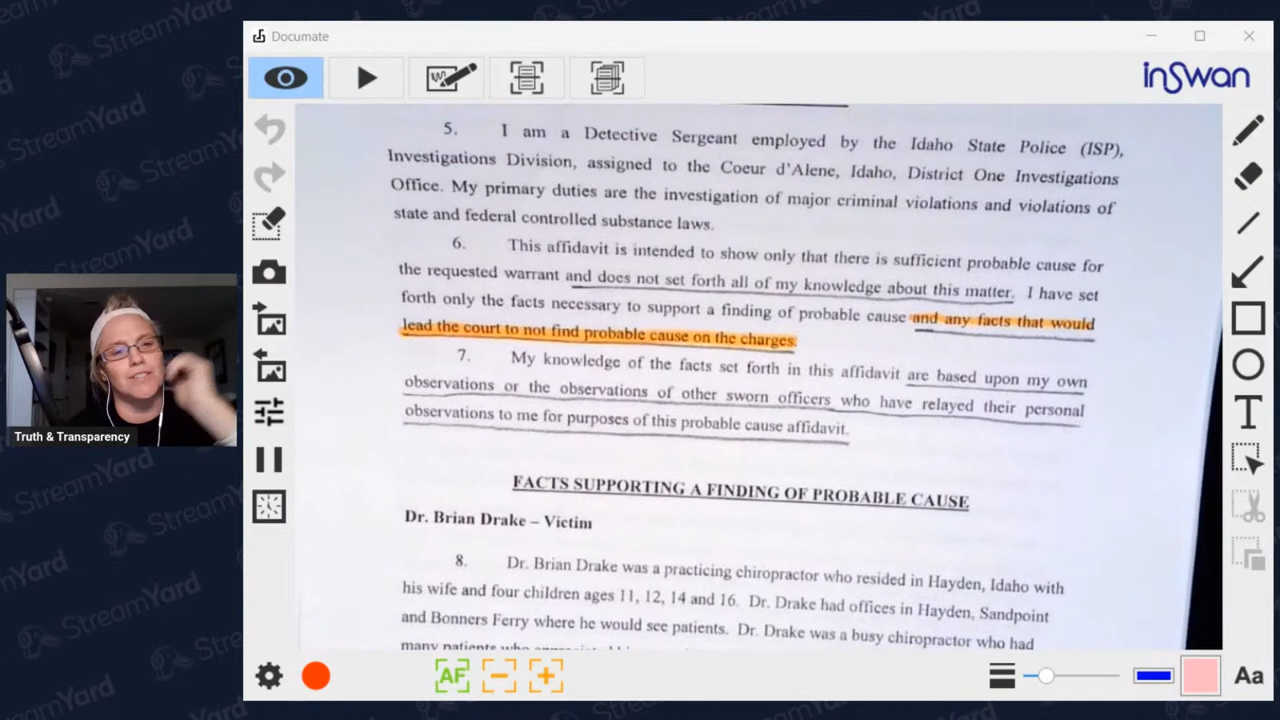 StreamYard
Documate
inSwan
5. I am a Detective Sergeant employed by the Idaho State Police (ISP),
Investigations Division, assigned to the Coeur d'Alene, Idaho, District One Investigations
Office. My primary duties are the investigation of major criminal violations and violations of
state and federal controlled substance laws.
6. This affidavit is intended to show only that there is sufficient probable cause for
the requested warrant and does not set forth all of my knowledge about this matter. I have set
forth only the facts necessary to support a finding of probable cause and any facts that would
lead the court to not find probable cause on the charges.
7. My knowledge of the facts set forth in this affidavit are based upon my own
observations or the observations of other sworn officers who have relayed their personal
observations to me for purposes of this probable cause affidavit.
FACTS SUPPORTING A FINDING OF PROBABLE CAUSE
Dr. Brian Drake – Victim
8. Dr. Brian Drake was a practicing chiropractor who resided in Hayden, Idaho with
his wife and four children ages 11, 12, 14 and 16. Dr. Drake had offices in Hayden, Sandpoint
and Bonners Ferry where he would see patients. Dr. Drake was a busy chiropractor who had
many patients who
Truth & Transparency
AF
T
Aa